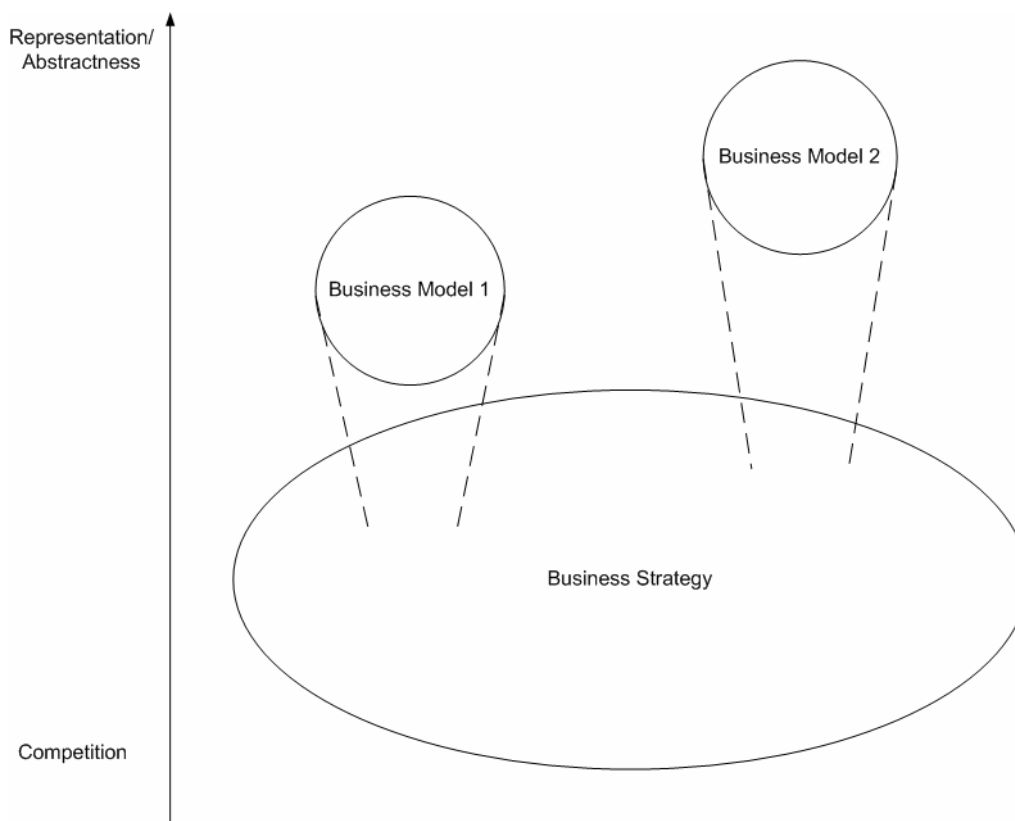 Representation/
Abstractness
Business Model 2
Business Model 1
Business Strategy
Competition